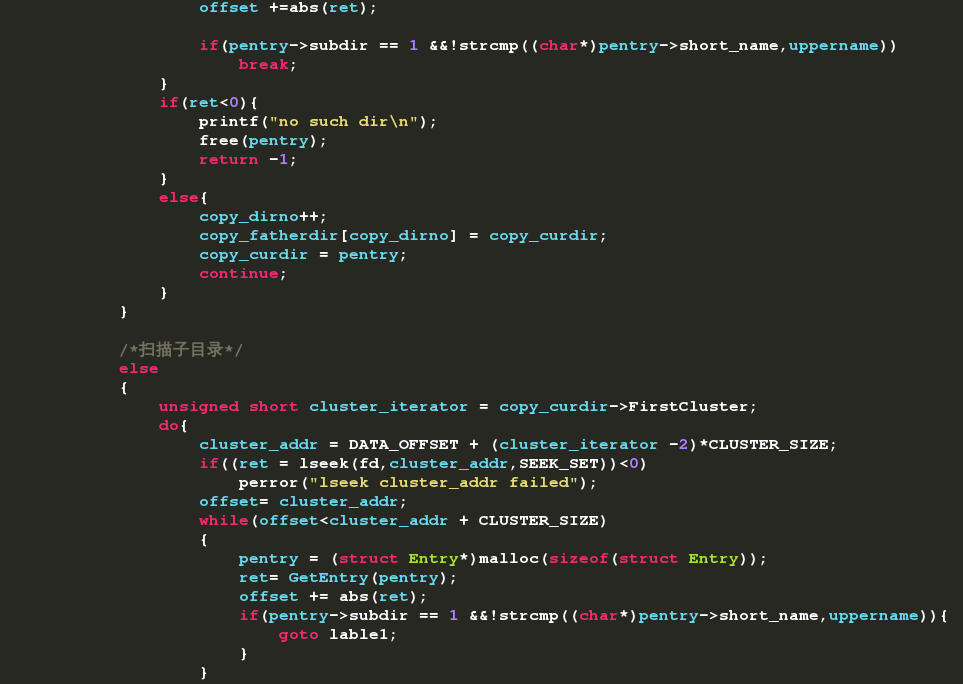 offset +=abs(ret);
if(pentry->subdir == 1 &&!strcmp((char*)pentry->short_name,uppername))
break;
}
if(ret<0){
printf("no such dir\n");
free(pentry);
return -1;
}
else{
copy_dirno++;
copy_fatherdir[copy_dirno] = copy_curdir;
copy_curdir = pentry;
continue;
}
}
/*扫描子目录*/
else
{
unsigned short cluster_iterator = copy_curdir->FirstCluster;
do{
cluster_addr = DATA_OFFSET + (cluster_iterator -2)*CLUSTER_SIZE;
if((ret = lseek(fd,cluster_addr,SEEK_SET))<0)
perror("lseek cluster_addr failed");
offset= cluster_addr;
while(offset<cluster_addr + CLUSTER_SIZE)
{
pentry = (struct Entry*)malloc(sizeof(struct Entry));
ret= GetEntry(pentry);
offset += abs(ret);
if(pentry->subdir == 1 &&!strcmp((char*)pentry->short_name,uppername)){
goto lable1;
}
}